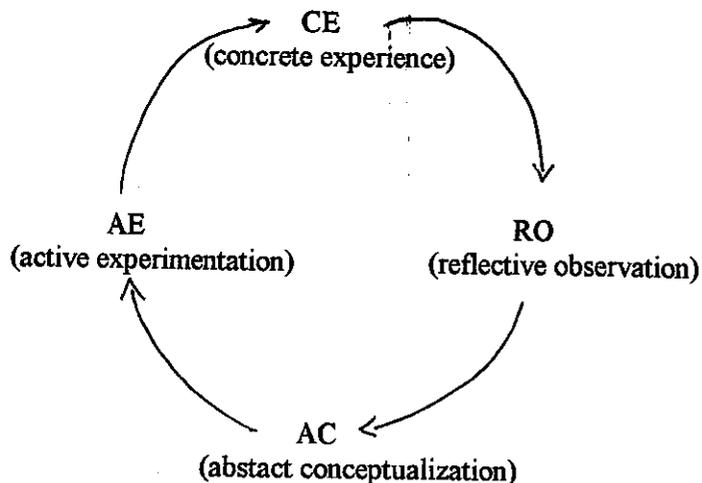 CE
(concrete experience)
AE
(active experimentation)
RO
(reflective observation)
AC
(abstact conceptualization)